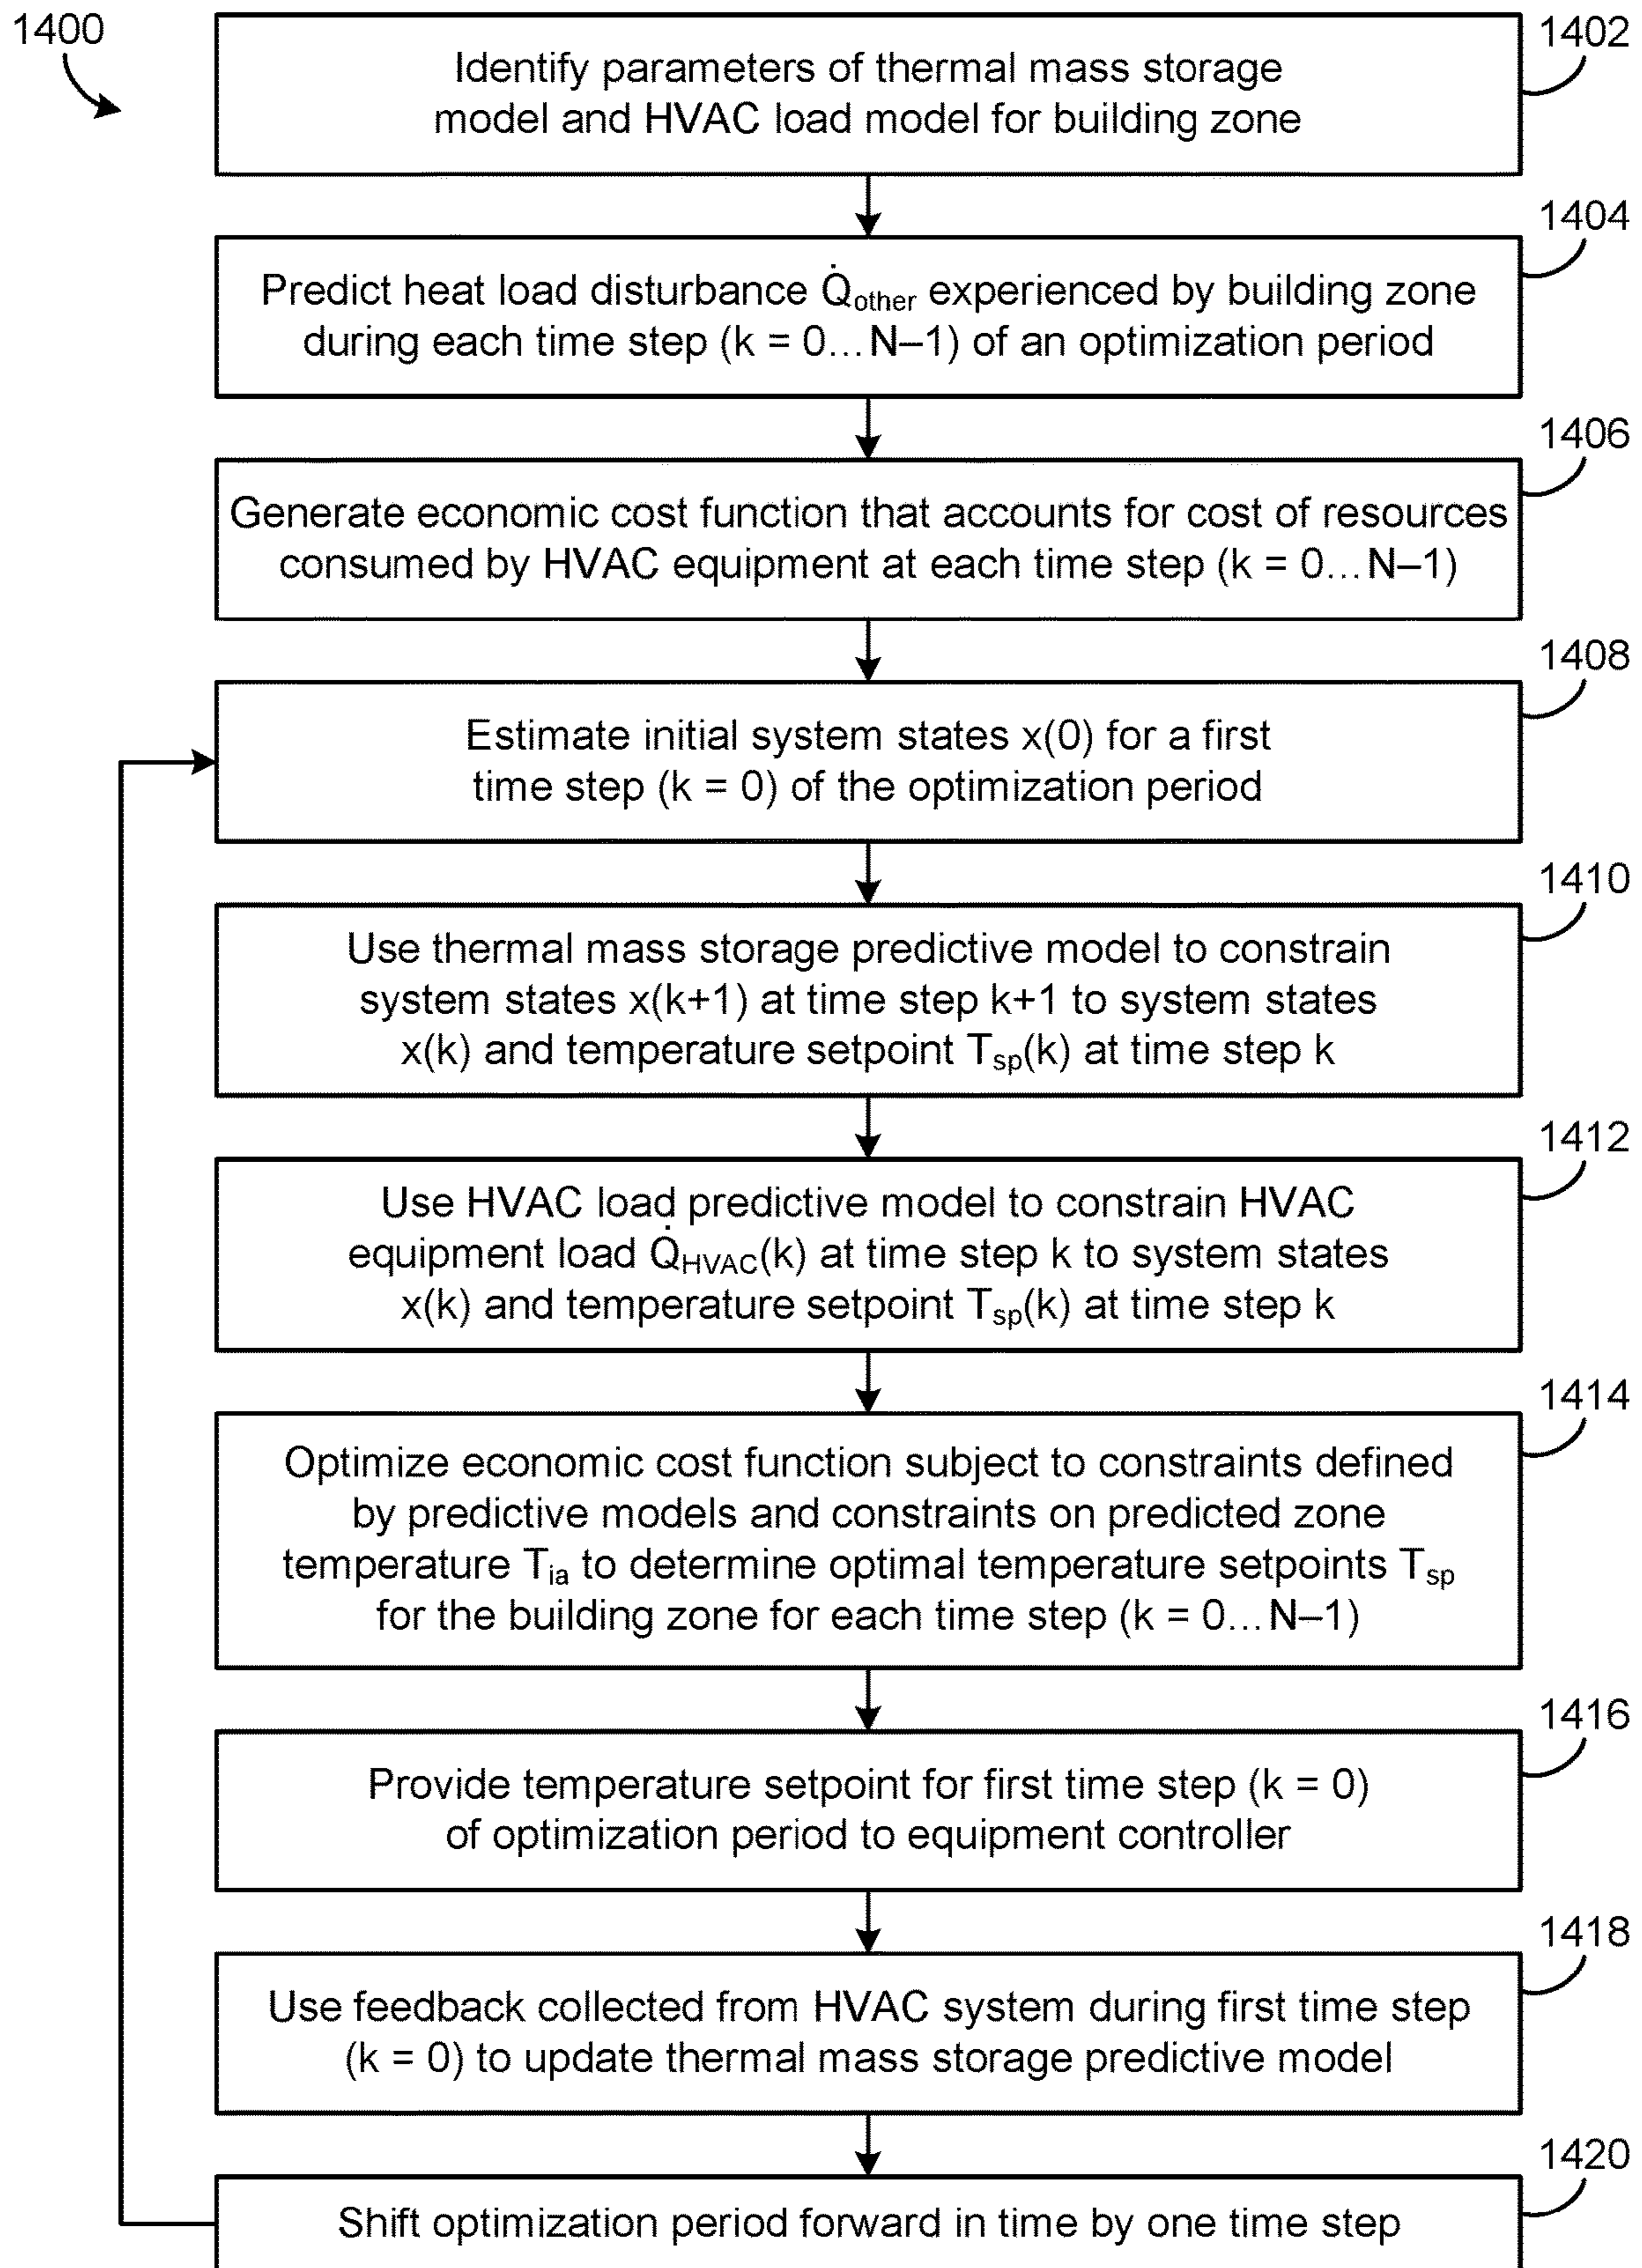 1400
1402
Identify parameters of thermal mass storage
model and HVAC load model for building zone
1404
Predict heat load disturbance Q̇other experienced by building zone
during each time step (k = 0...N–1) of an optimization period
1406
Generate economic cost function that accounts for cost of resources
consumed by HVAC equipment at each time step (k = 0...N–1)
1408
Estimate initial system states x(0) for a first
time step (k = 0) of the optimization period
1410
Use thermal mass storage predictive model to constrain
system states x(k+1) at time step k+1 to system states
x(k) and temperature setpoint Tsp(k) at time step k
1412
Use HVAC load predictive model to constrain HVAC
equipment load Q̇HVAC(k) at time step k to system states
x(k) and temperature setpoint Tsp(k) at time step k
1414
Optimize economic cost function subject to constraints defined
by predictive models and constraints on predicted zone
temperature Tia to determine optimal temperature setpoints Tsp
for the building zone for each time step (k = 0...N–1)
1416
Provide temperature setpoint for first time step (k = 0)
of optimization period to equipment controller
1418
Use feedback collected from HVAC system during first time step
(k = 0) to update thermal mass storage predictive model
1420
Shift optimization period forward in time by one time step